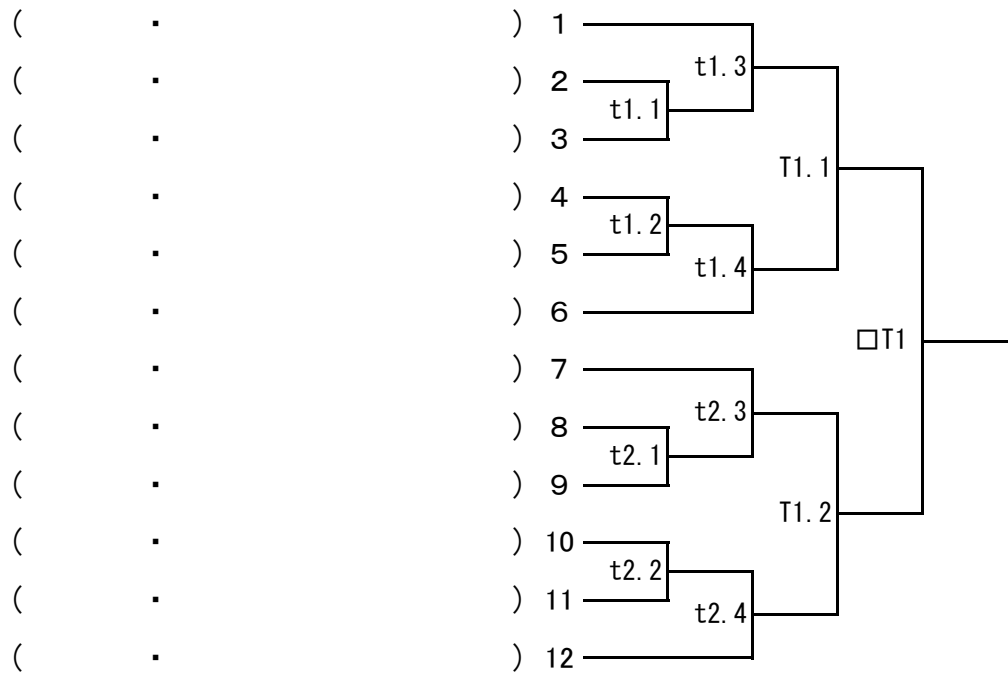 ( ・ ) 1
t1.3
( ・ ) 2
t1.1
( ・ ) 3
T1.1
( ・ ) 4
t1.2
( ・ ) 5
t1.4
( ・ ) 6
□T1
( ・ ) 7
t2.3
( ・ ) 8
t2.1
( ・ ) 9
T1.2
( ・ ) 10
t2.2
( ・ ) 11
t2.4
( ・ ) 12